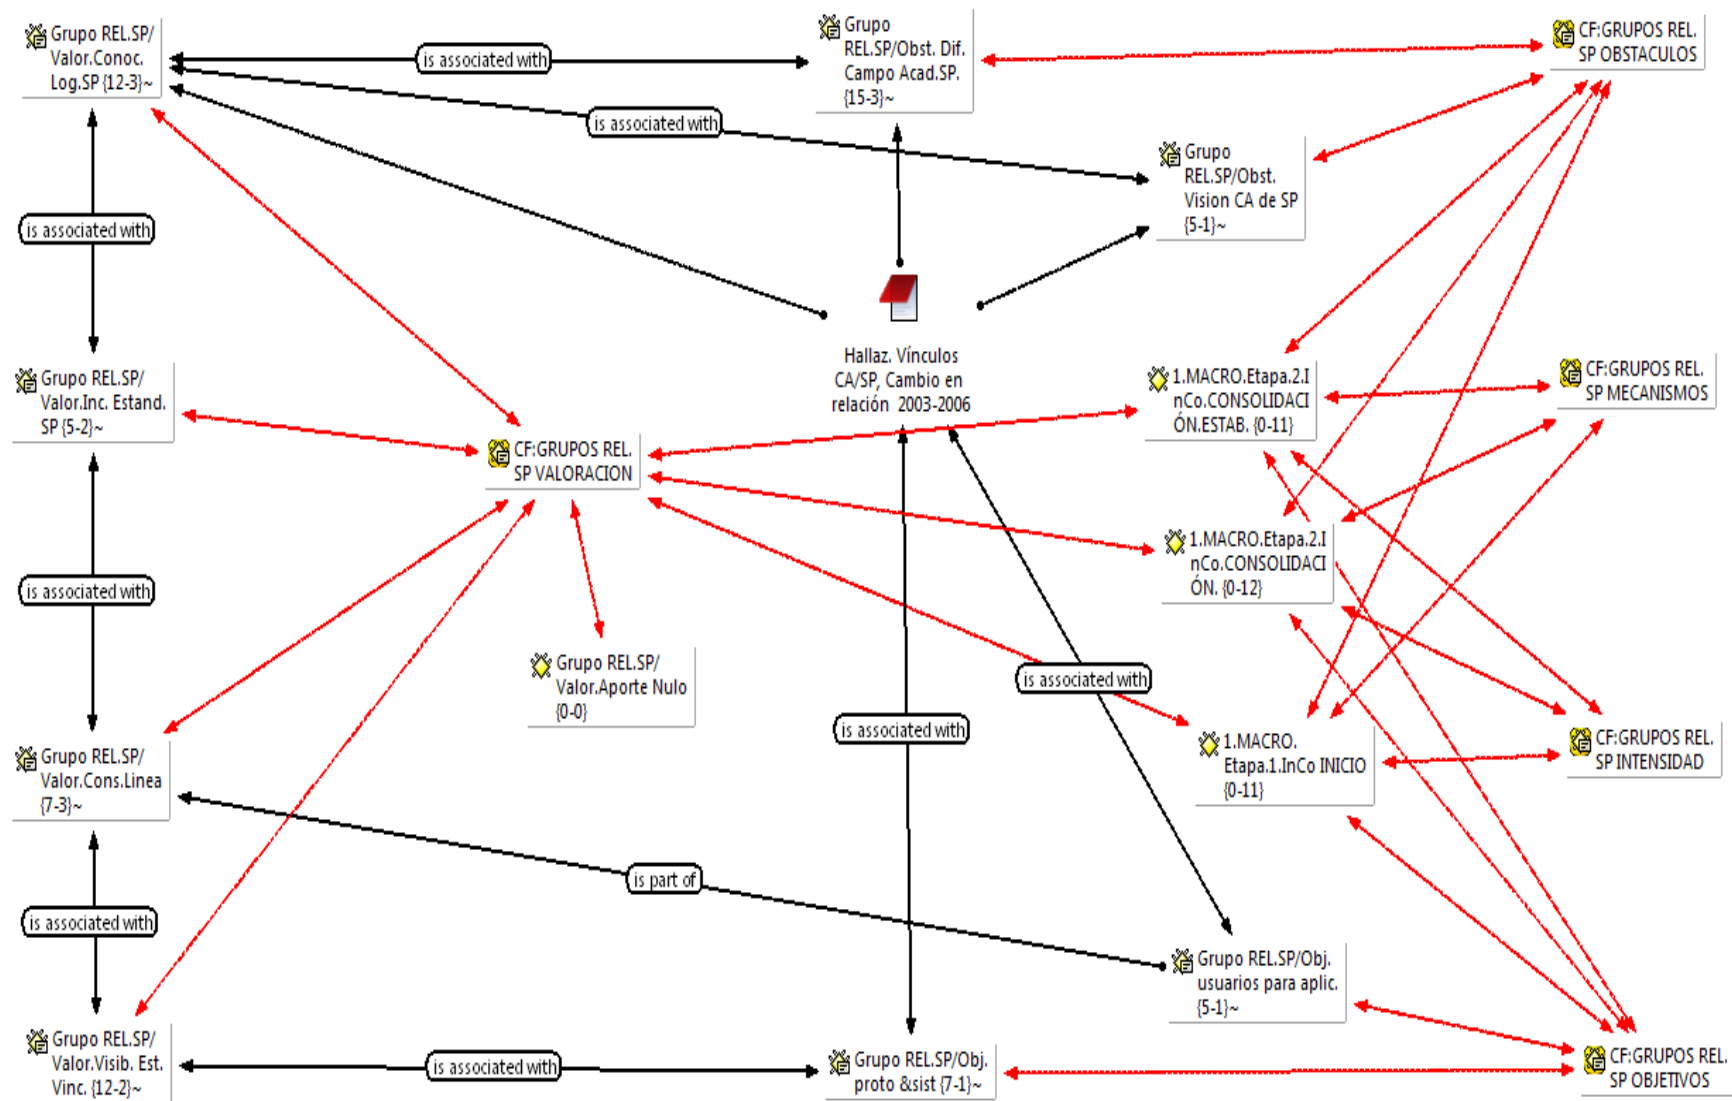 Grupo REL.SP/
Valor.Conoc.
Log.SP {12-3}~
is associated with
Grupo
REL.SP/Obst. Dif.
Campo Acad.SP.
{15-3}~
CF:GRUPOS REL.
SP OBSTACULOS
is associated with
Grupo
REL.SP/Obst.
Vision CA de SP
{5-1}~
is associated with
Hallaz. Vínculos
CA/SP, Cambio en
relación 2003-2006
Grupo REL.SP/
Valor.Inc. Estand.
SP {5-2}~
1.MACRO.Etapa.2.I
nCo.CONSOLIDACI
ÓN.ESTAB. {0-11}
CF:GRUPOS REL.
SP MECANISMOS
CF:GRUPOS REL.
SP VALORACION
1.MACRO.Etapa.2.I
nCo.CONSOLIDACI
ÓN. {0-12}
is associated with
Grupo REL.SP/
Valor.Aporte Nulo
{0-0}
is associated with
is associated with
Grupo REL.SP/
Valor.Cons.Linea
{7-3}~
1.MACRO.
Etapa.1.InCo INICIO
{0-11}
CF:GRUPOS REL.
SP INTENSIDAD
is part of
is associated with
Grupo REL.SP/Obj.
usuarios para aplic.
{5-1}~
Grupo REL.SP/
Valor.Visib. Est.
Vinc. {12-2}~
is associated with
Grupo REL.SP/Obj.
proto &sist {7-1}~
CF:GRUPOS REL.
SP OBJETIVOS